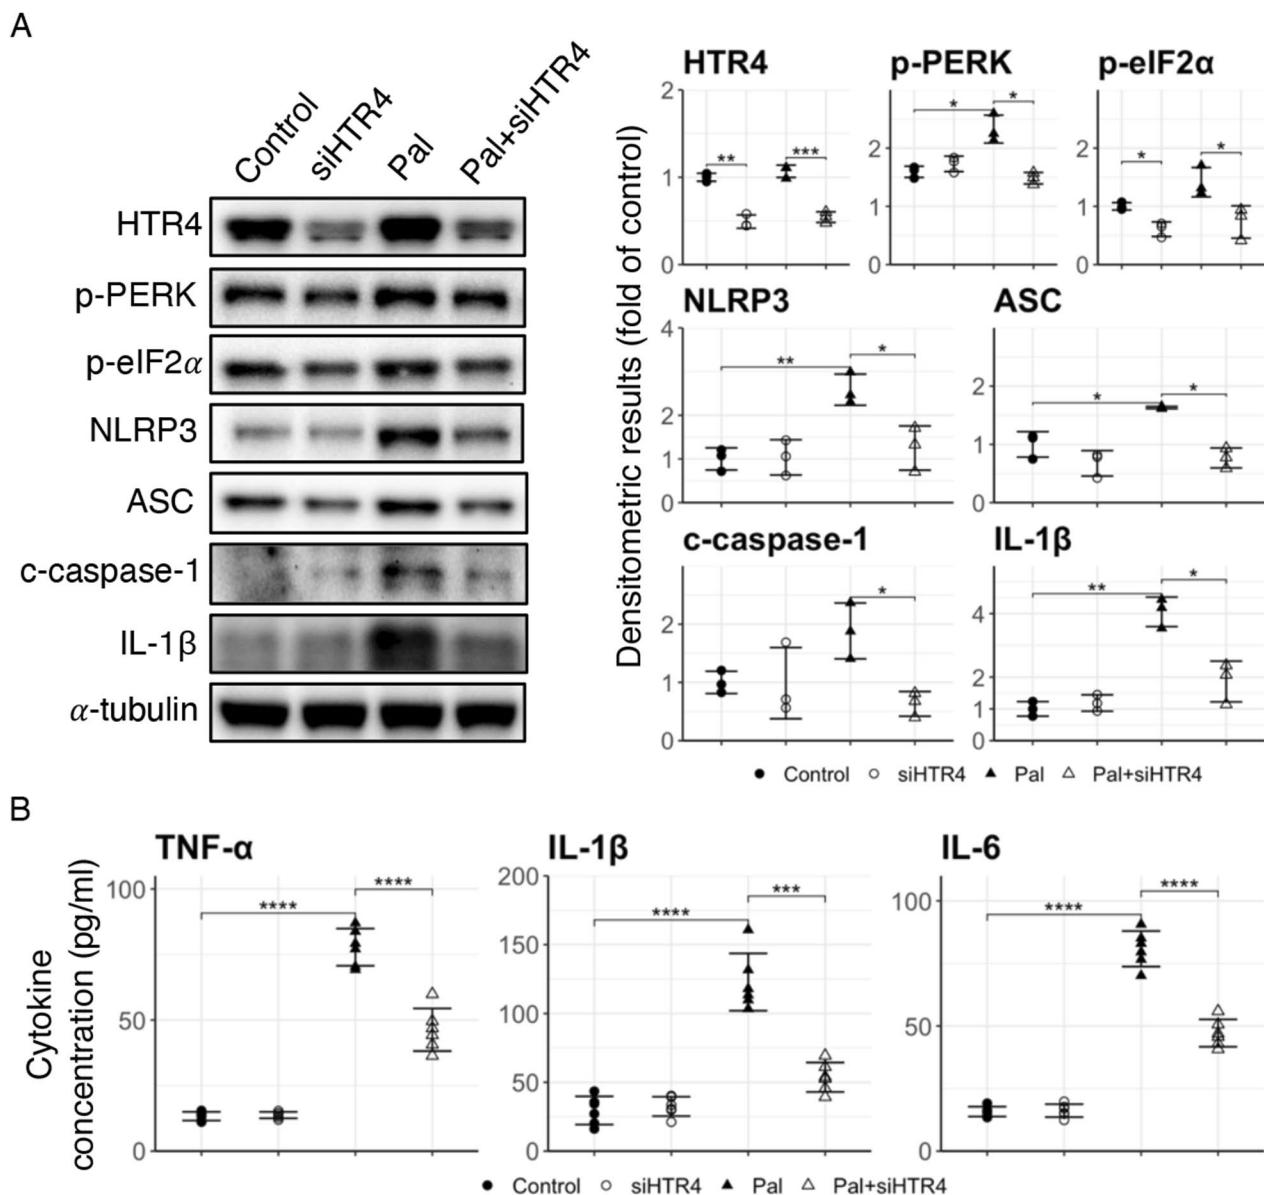 A
Control
siHTR4
Pal
Pal+siHTR4
HTR4
p-PERK
p-eIF2α
NLRP3
ASC
c-caspase-1
IL-1β
α-tubulin
Densitometric results (fold of control)
HTR4
2
1
0
**
***
p-PERK
2
1
0
*
*
p-eIF2α
2
1
0
*
*
NLRP3
4
2
1
0
**
*
ASC
2
1
0
*
*
c-caspase-1
2
1
0
*
IL-1β
4
2
1
0
**
*
Control siHTR4 Pal Pal+siHTR4
B
Cytokine
concentration (pg/ml)
TNF-α
100
50
0
****
****
IL-1β
200
150
100
50
0
****
***
IL-6
100
50
0
****
****
Control siHTR4 Pal Pal+siHTR4